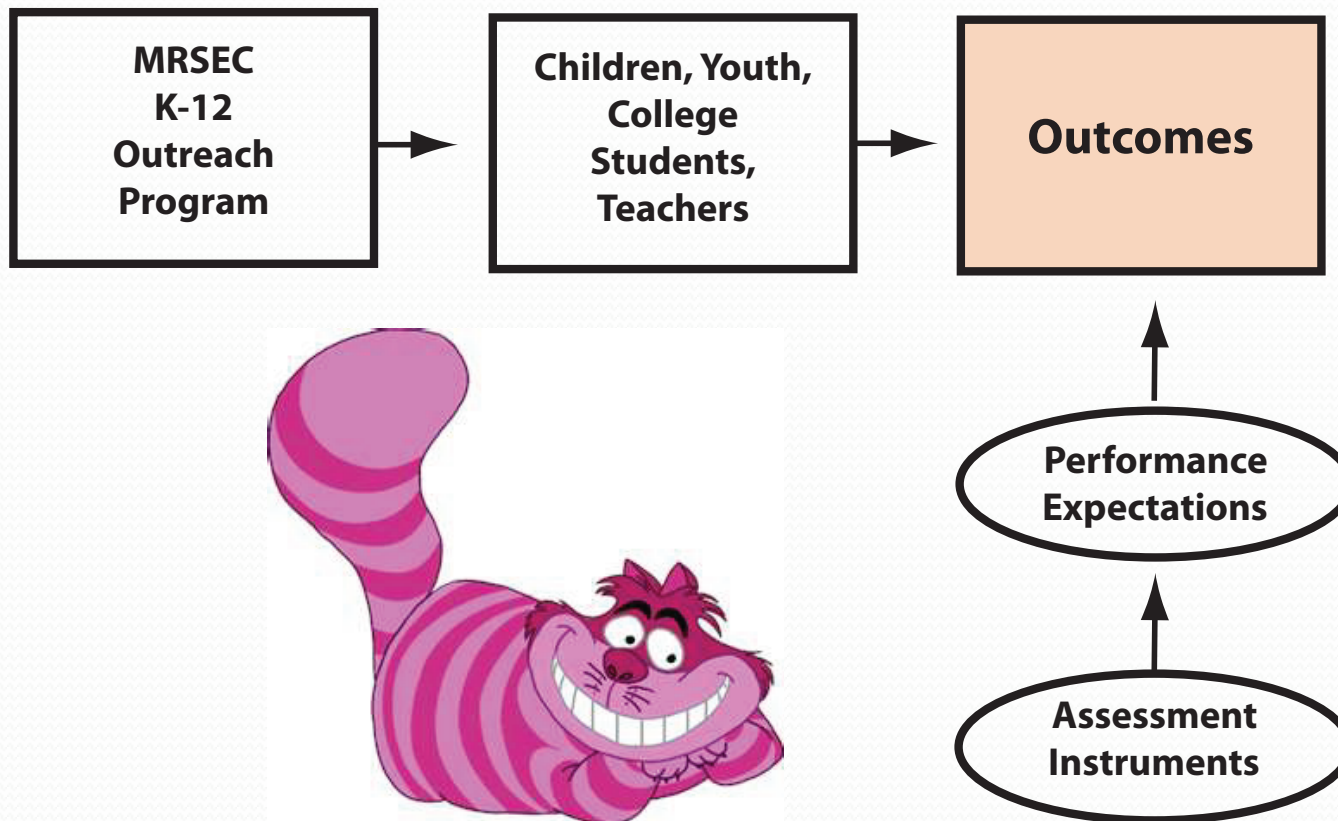 MRSEC
K-12
Outreach
Program
Children, Youth,
College
Students,
Teachers
Outcomes
Performance
Expectations
Assessment
Instruments